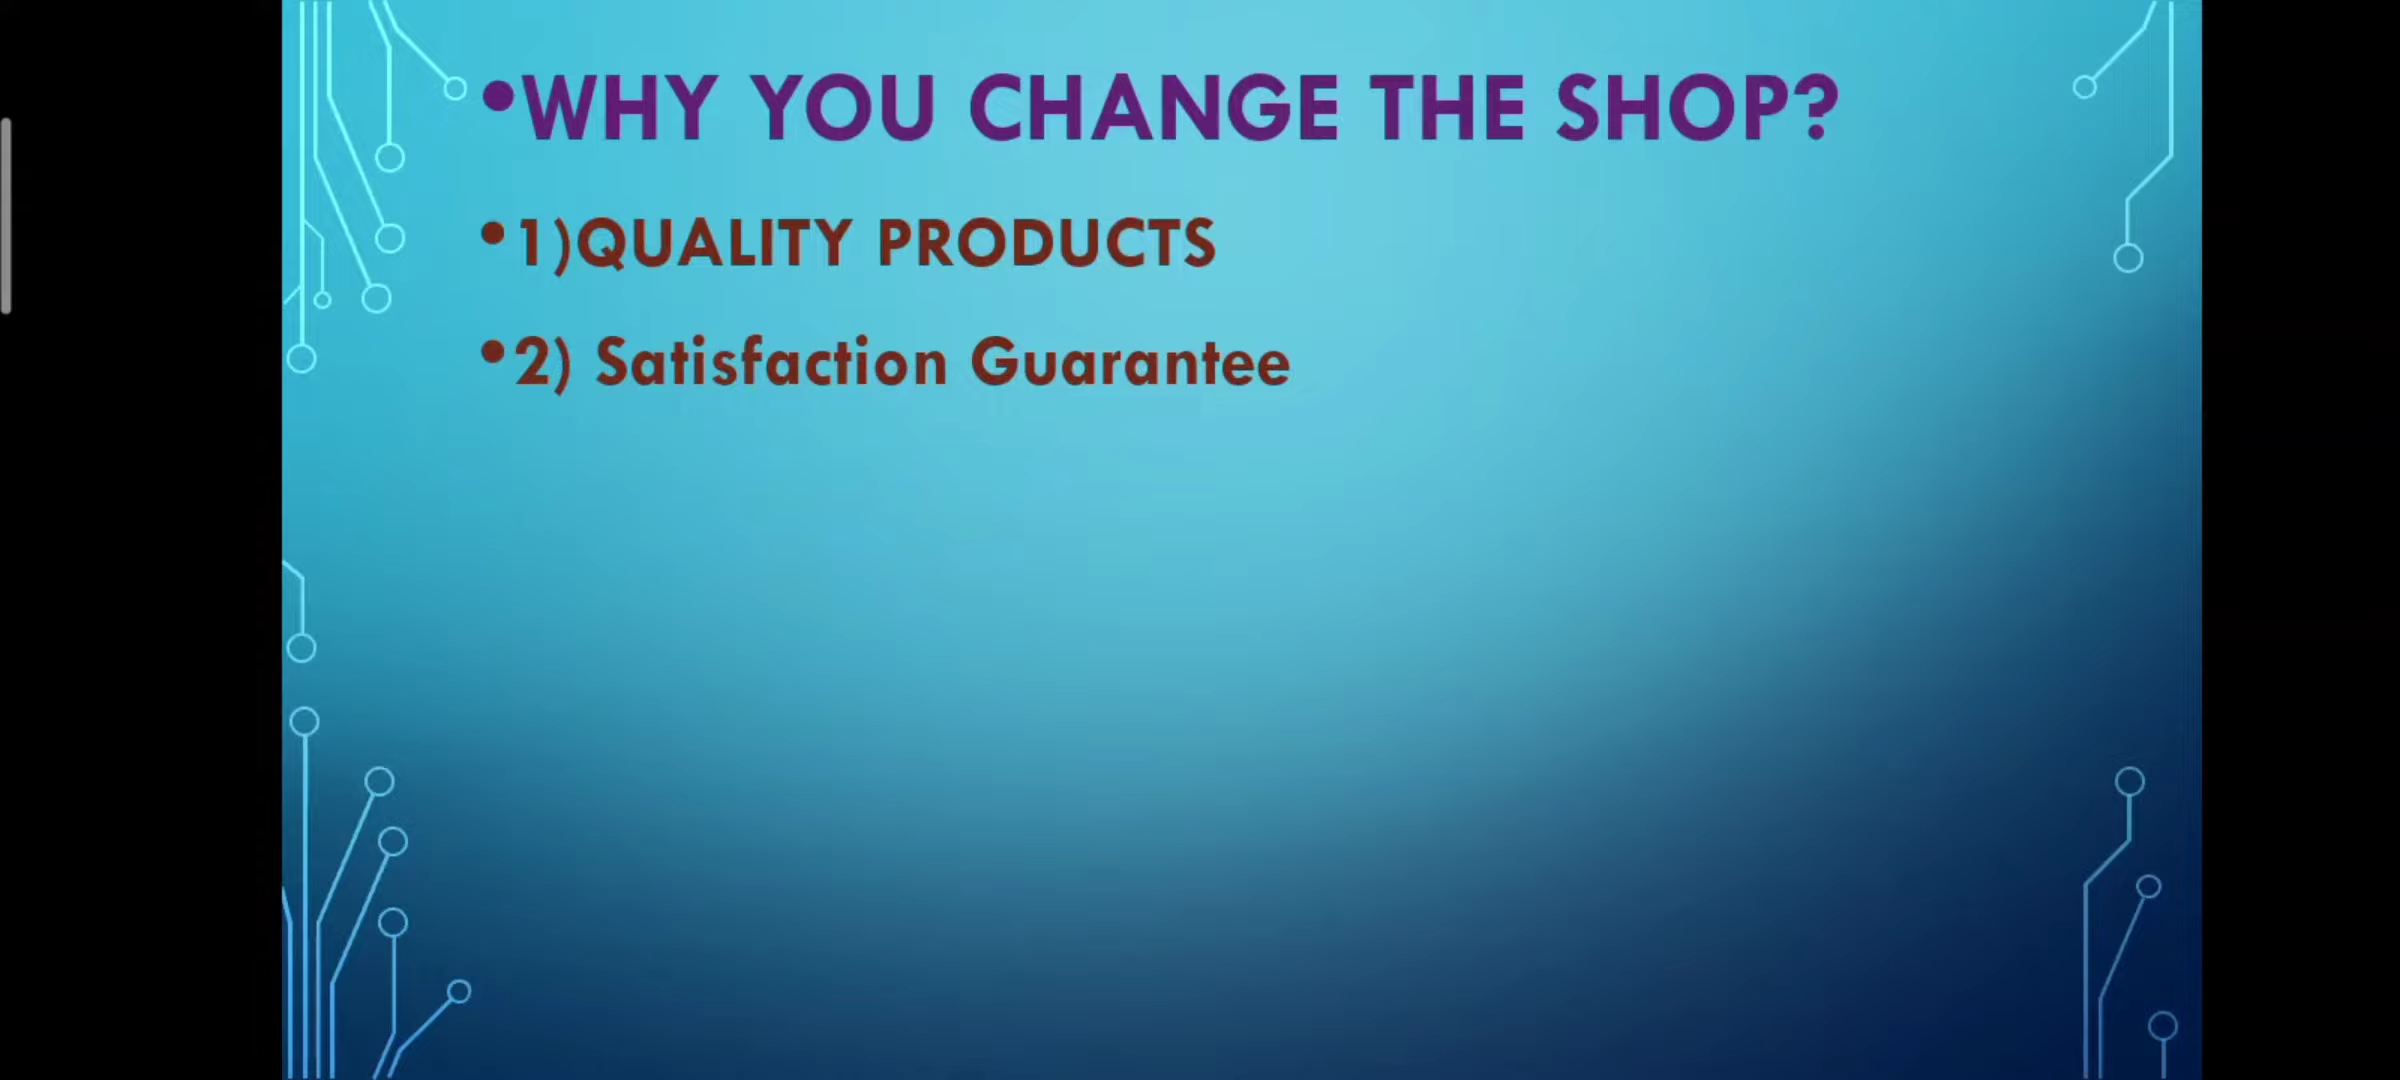 •WHY YOU CHANGE THE SHOP?
•1)QUALITY PRODUCTS
•2) Satisfaction Guarantee